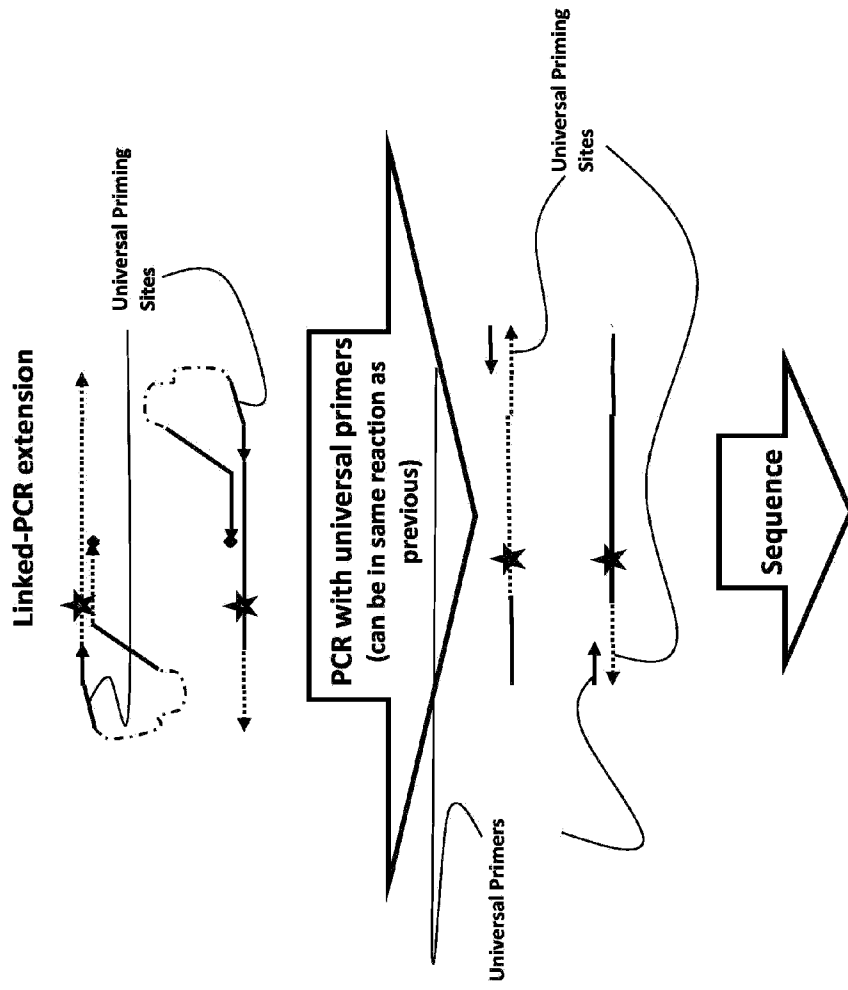 Linked-PCR extension
Universal Priming
Sites
PCR with universal primers
(can be in same reaction as
previous)
Universal Priming
Sites
Universal Primers
Sequence